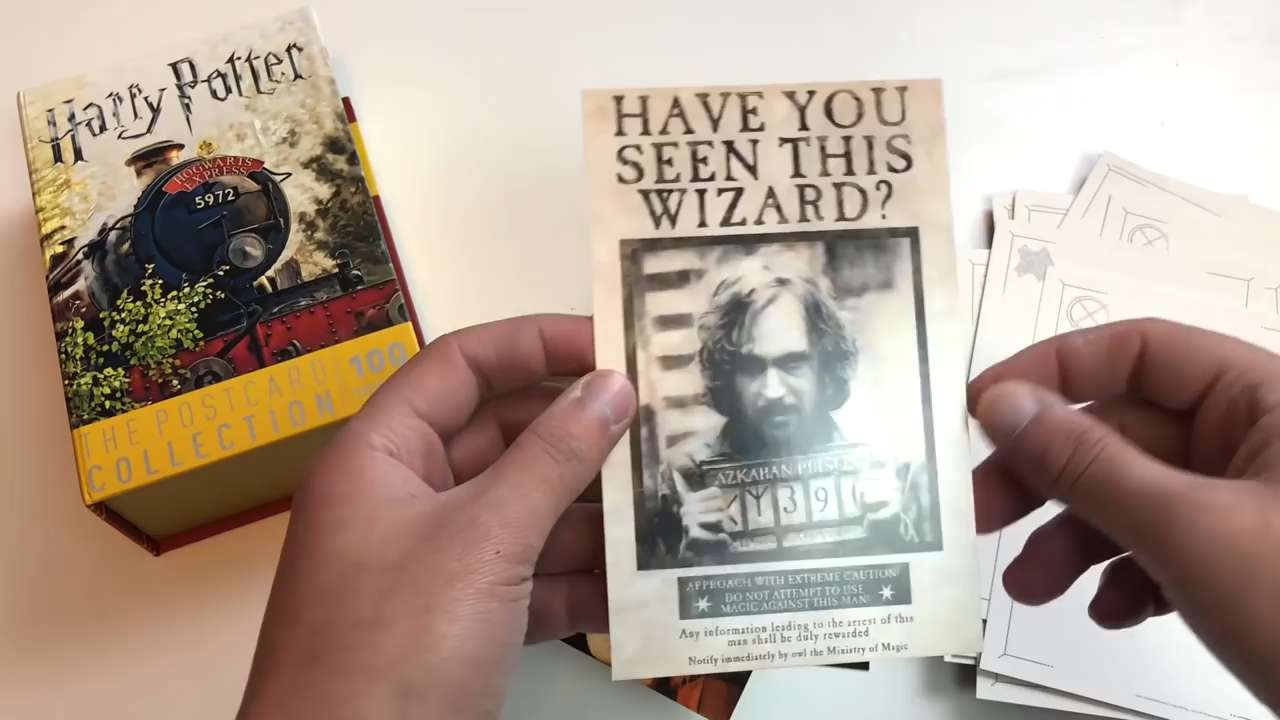 Harry Potter
HOGWARTS
EXPRESS
5972
THE POSTCARD
COLLECTION
100
HAVE YOU
SEEN THIS
WIZARD?
AZKABAN PRISON
390
APPROACH WITH EXTREME CAUTION!
DO NOT ATTEMPT TO USE
MAGIC AGAINST THIS MAN!
Any information leading to the arrest of this
man shall be duly rewarded
Notify immediately by owl the Ministry of Magic